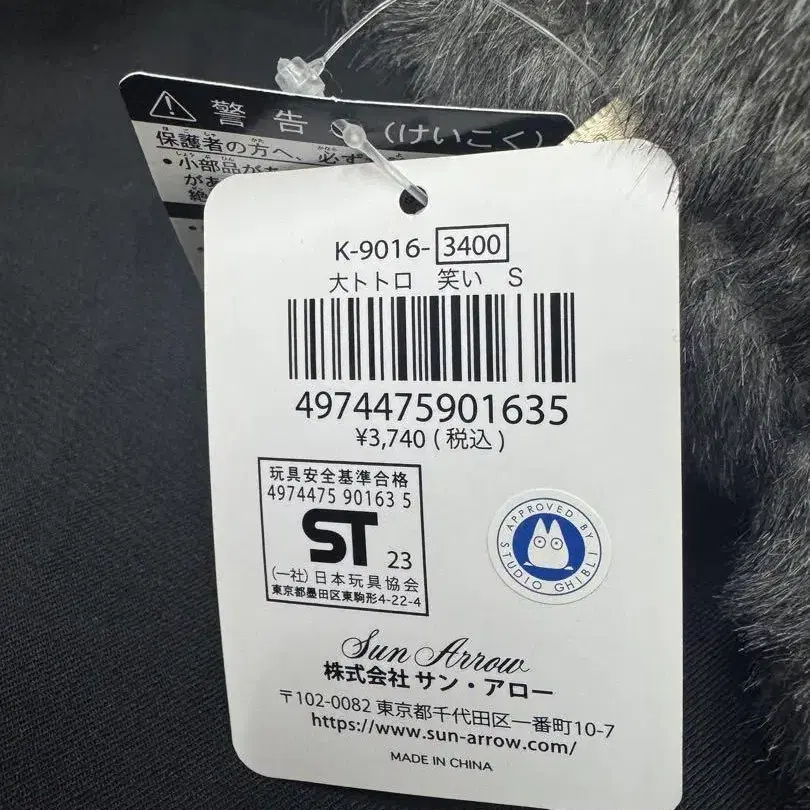 警告 (けいこく)
保護者の方へ、必ず
・小部品があ
があ
絶
K-9016- 3400
大トトロ 笑い S
4974475901635
¥3,740 (税込)
玩具安全基準合格
4974475 90163 5
ST 23
(一社)日本玩具協会
東京都墨田区東駒形4-22-4
APPROVED BY
STUDIO GHIBLI
Sun Arrow
株式会社 サン・アロー
〒102-0082 東京都千代田区一番町10-7
https://www.sun-arrow.com/
MADE IN CHINA